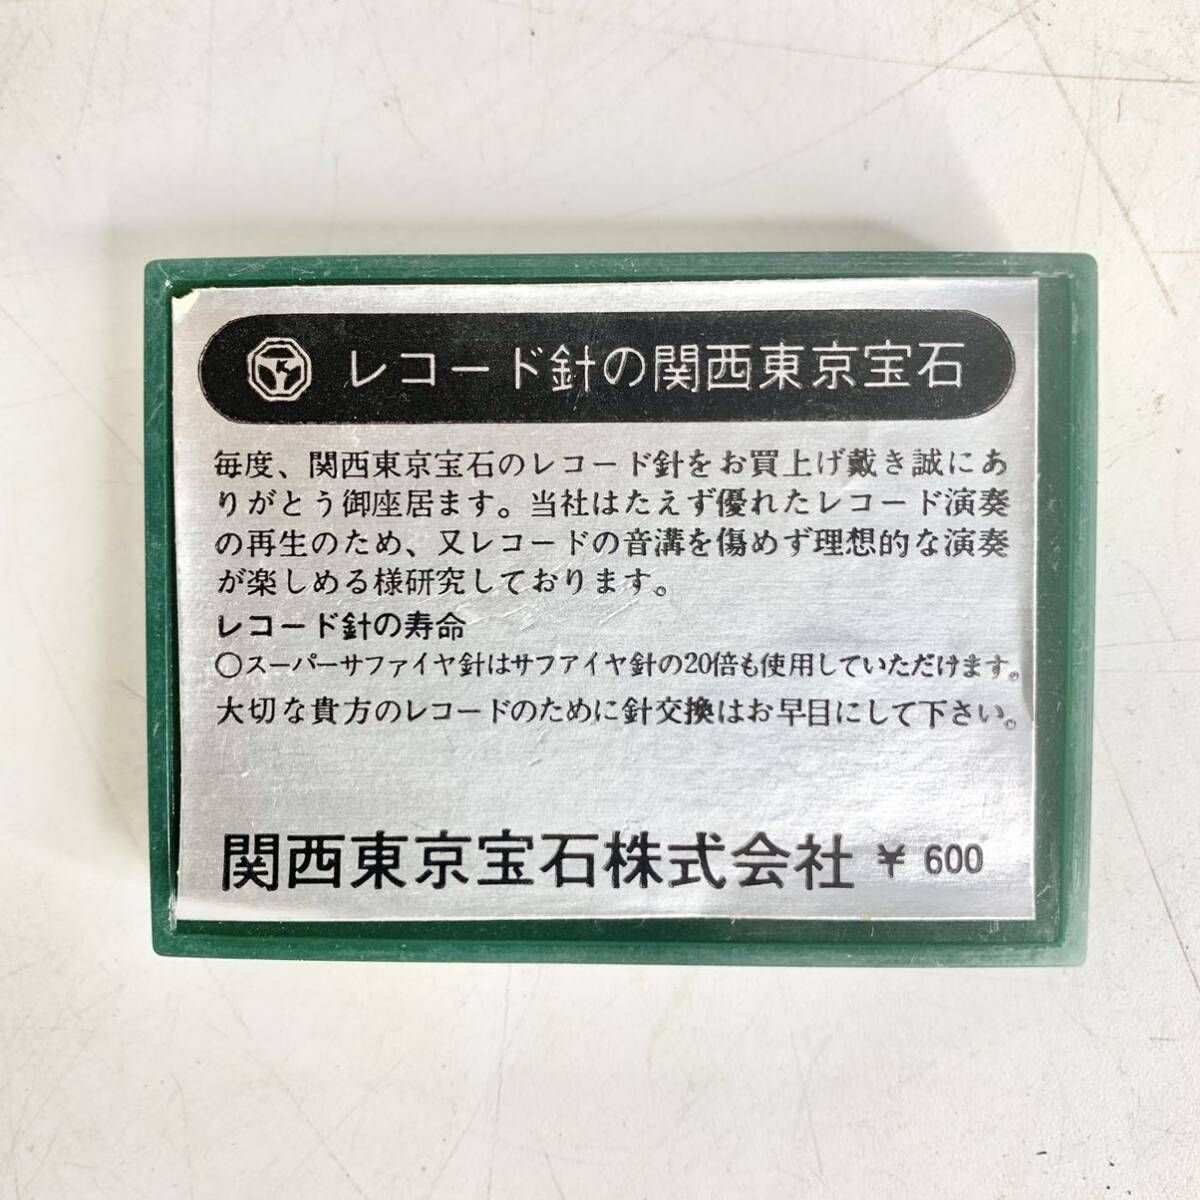 レコード針の関西東京宝石
毎度、関西東京宝石のレコード針をお買上げ戴き誠にあ
りがとう御座居ます。当社はたえず優れたレコード演奏
の再生のため、又レコードの音溝を傷めず理想的な演奏
が楽しめる様研究しております。
レコード針の寿命
○スーパーサファイヤ針はサファイヤ針の20倍も使用していただけます。
大切な貴方のレコードのために針交換はお早目にして下さい。
関西東京宝石株式会社 ¥ 600